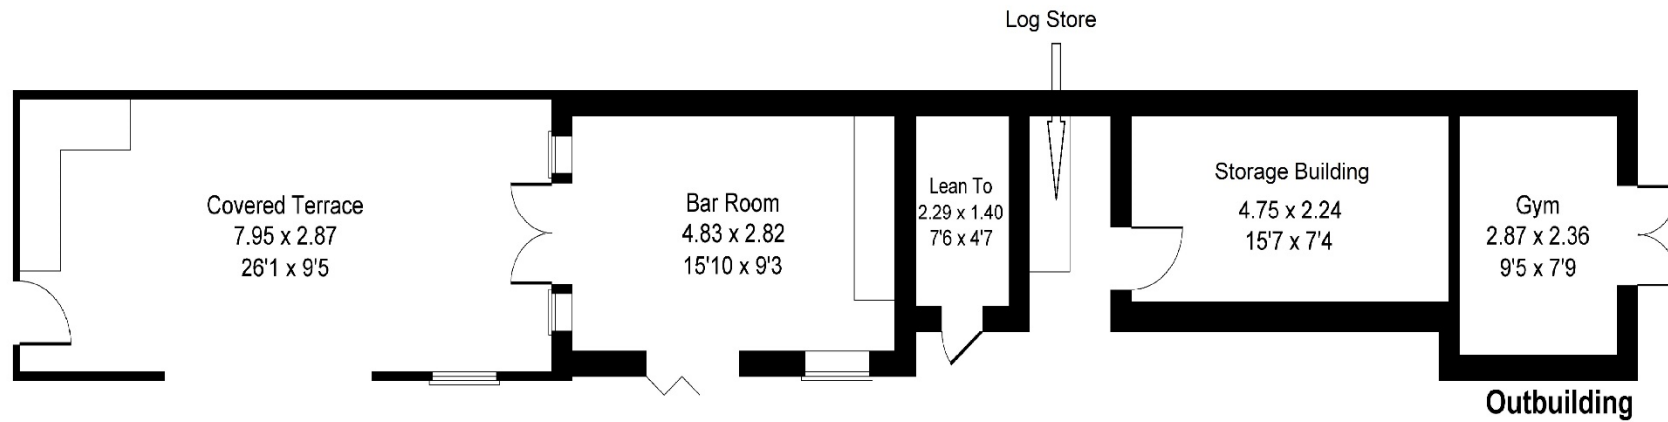 Log Store
Covered Terrace
7.95 x 2.87
26'1 x 9'5
Bar Room
4.83 x 2.82
15'10 x 9'3
Lean To
2.29 x 1.40
7'6 x 4'7
Storage Building
4.75 x 2.24
15'7 x 7'4
Gym
2.87 x 2.36
9'5 x 7'9
Outbuilding